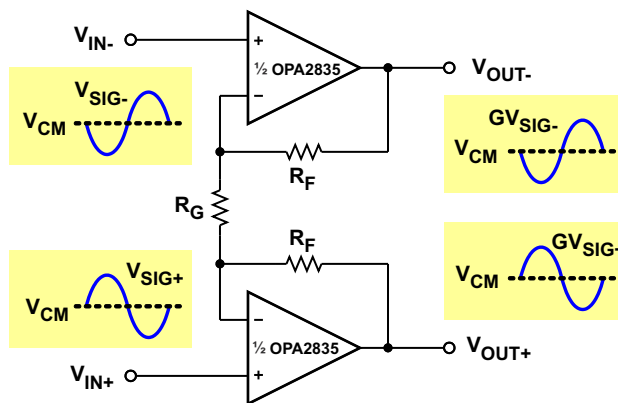 VIN-
+
½ OPA2835
VOUT-
−
VSIG-
VCM
GVSIG-
VCM
RF
RG
RF
VSIG+
VCM
GVSIG+
VCM
−
½ OPA2835
VOUT+
VIN+
+